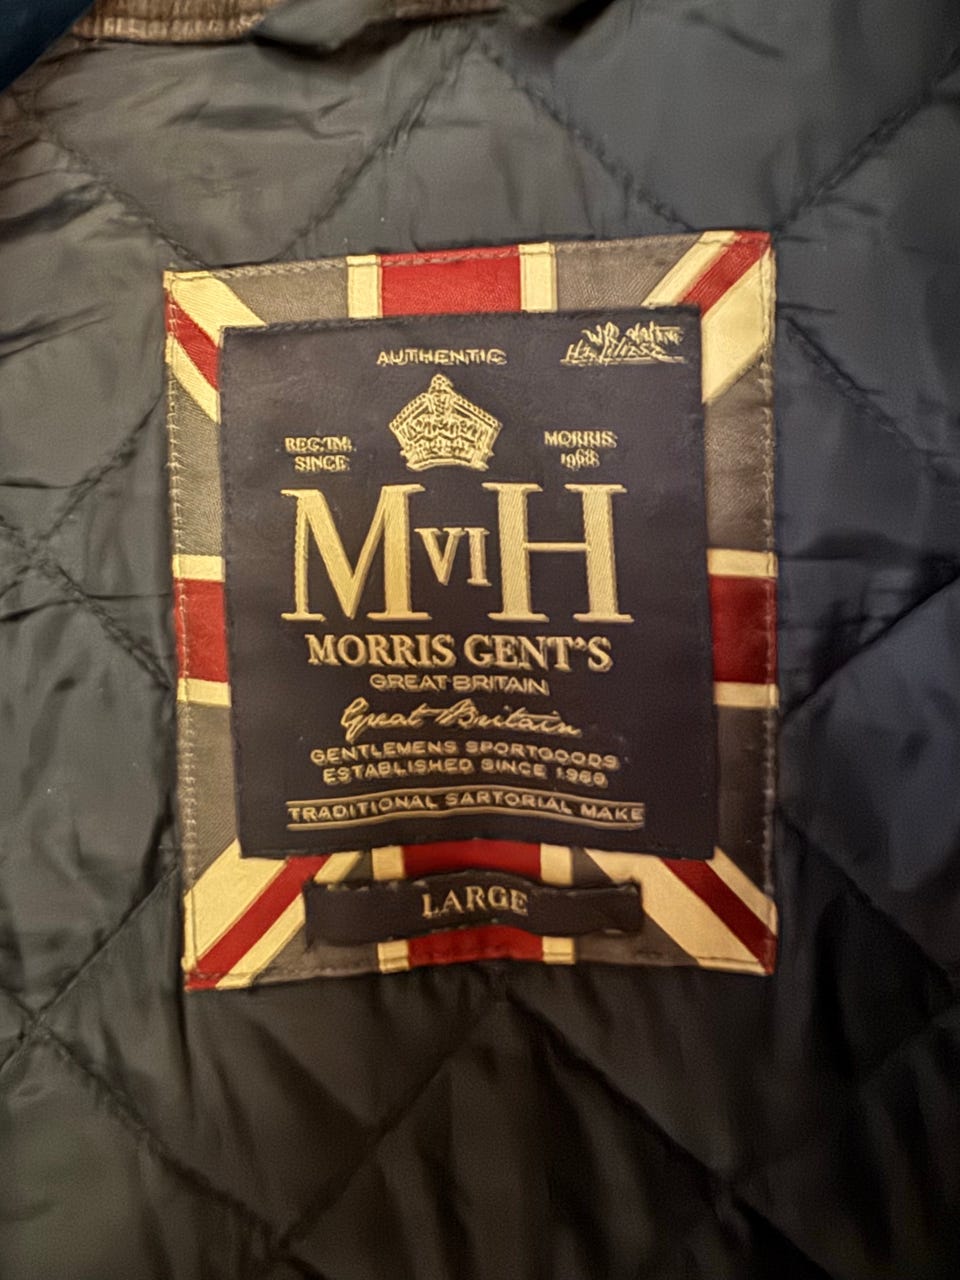 AUTHENTIC
REG.TM.
SINCE
MORRIS
1968
M VI H
MORRIS GENT'S
GREAT BRITAIN
Great Britain
GENTLEMENS SPORTGOODS
ESTABLISHED SINCE 1968
TRADITIONAL SARTORIAL MAKE
LARGE